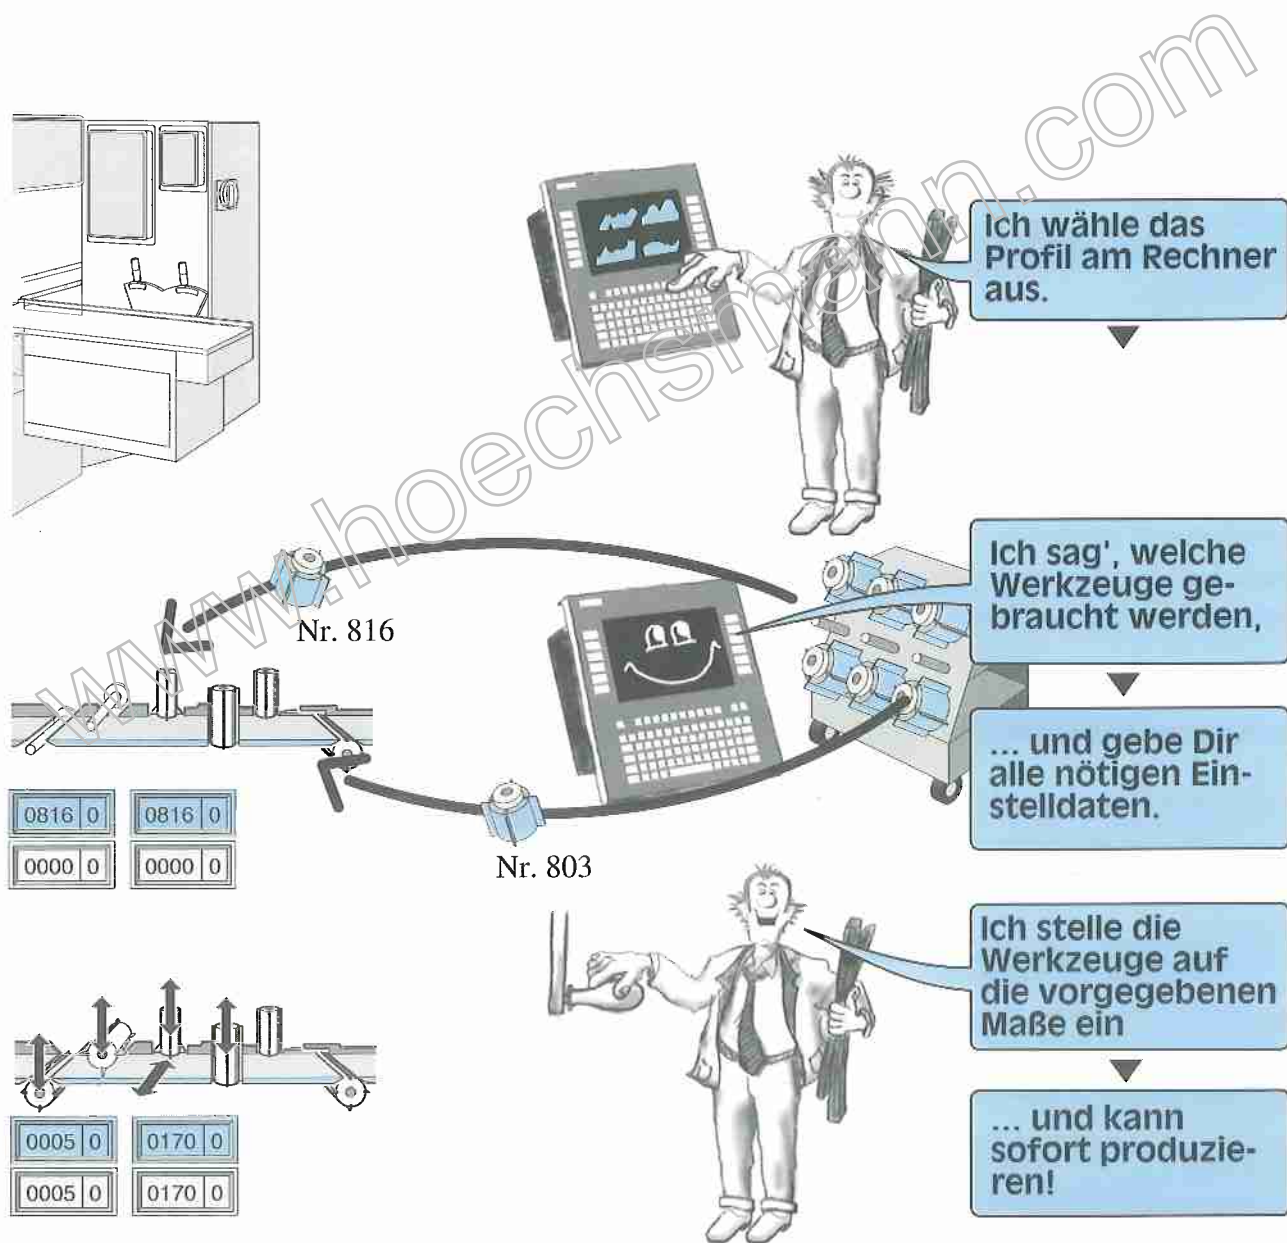 www.hoechsmann.com
Ich wähle das
Profil am Rechner
aus.
Ich sag', welche
Werkzeuge ge-
braucht werden,
Nr. 816
... und gebe Dir
alle nötigen Ein-
stelldaten.
0816 0 0816 0
0000 0 0000 0
Nr. 803
Ich stelle die
Werkzeuge auf
die vorgegebenen
Maße ein
... und kann
sofort produzie-
ren!
0005 0 0170 0
0005 0 0170 0